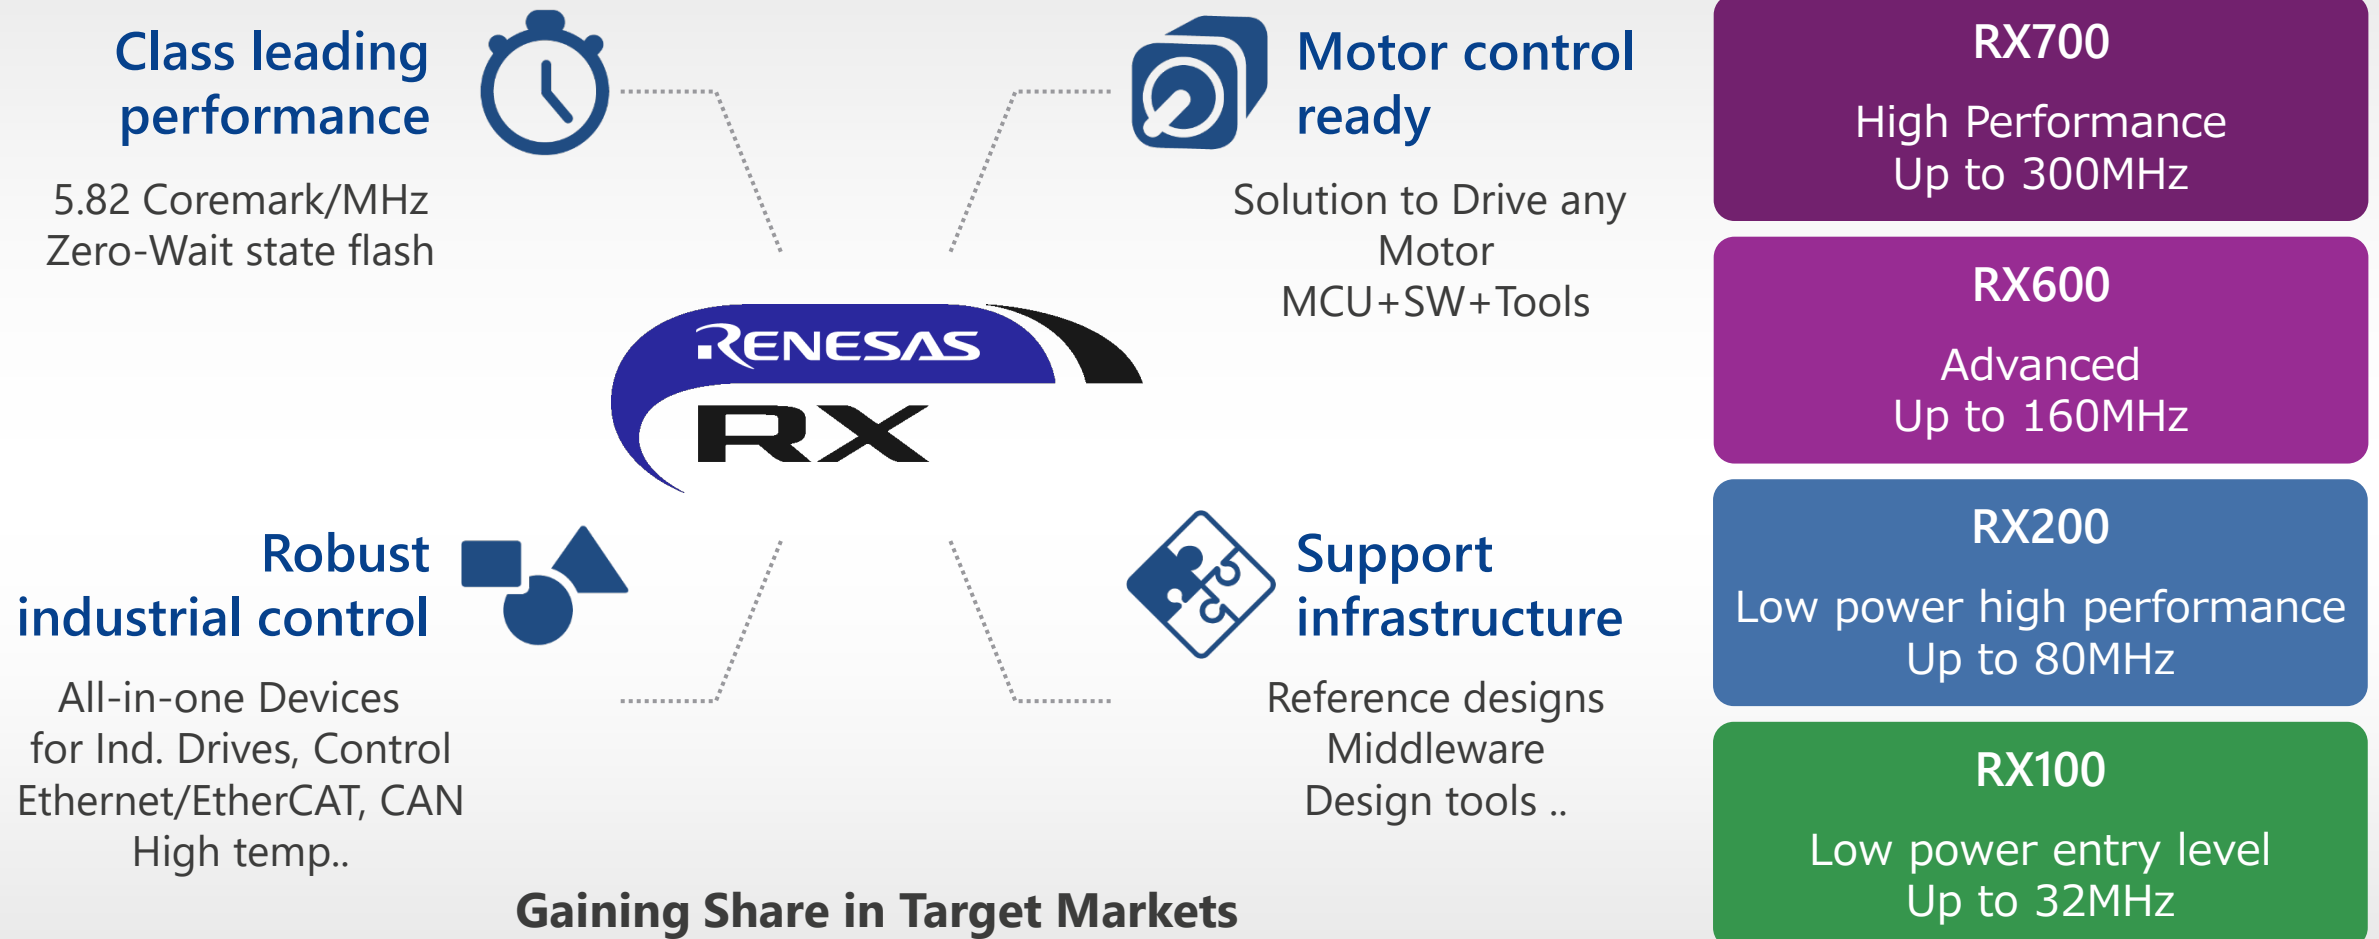 Class leading
performance
5.82 Coremark/MHz
Zero-Wait state flash
Motor control
ready
Solution to Drive any
Motor
MCU+SW+Tools
RENESAS
RX
Robust
industrial control
All-in-one Devices
for Ind. Drives, Control
Ethernet/EtherCAT, CAN
High temp..
Support
infrastructure
Reference designs
Middleware
Design tools ..
Gaining Share in Target Markets
RX700
High Performance
Up to 300MHz
RX600
Advanced
Up to 160MHz
RX200
Low power high performance
Up to 80MHz
RX100
Low power entry level
Up to 32MHz